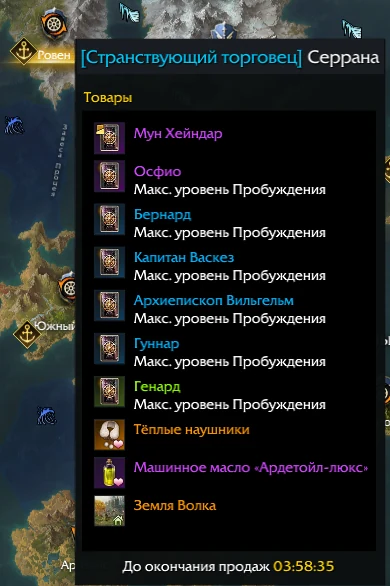 Ровен
[Странствующий торговец] Серрана
Товары
Мун Хейндар
Осфио
Макс. уровень Пробуждения
Бернард
Макс. уровень Пробуждения
Капитан Васкез
Макс. уровень Пробуждения
Архиепископ Вильгельм
Макс. уровень Пробуждения
Гуннар
Макс. уровень Пробуждения
Генард
Макс. уровень Пробуждения
Тёплые наушники
Машинное масло «Ардетойл-люкс»
Земля Волка
До окончания продаж 03:58:35
Южный
Ар